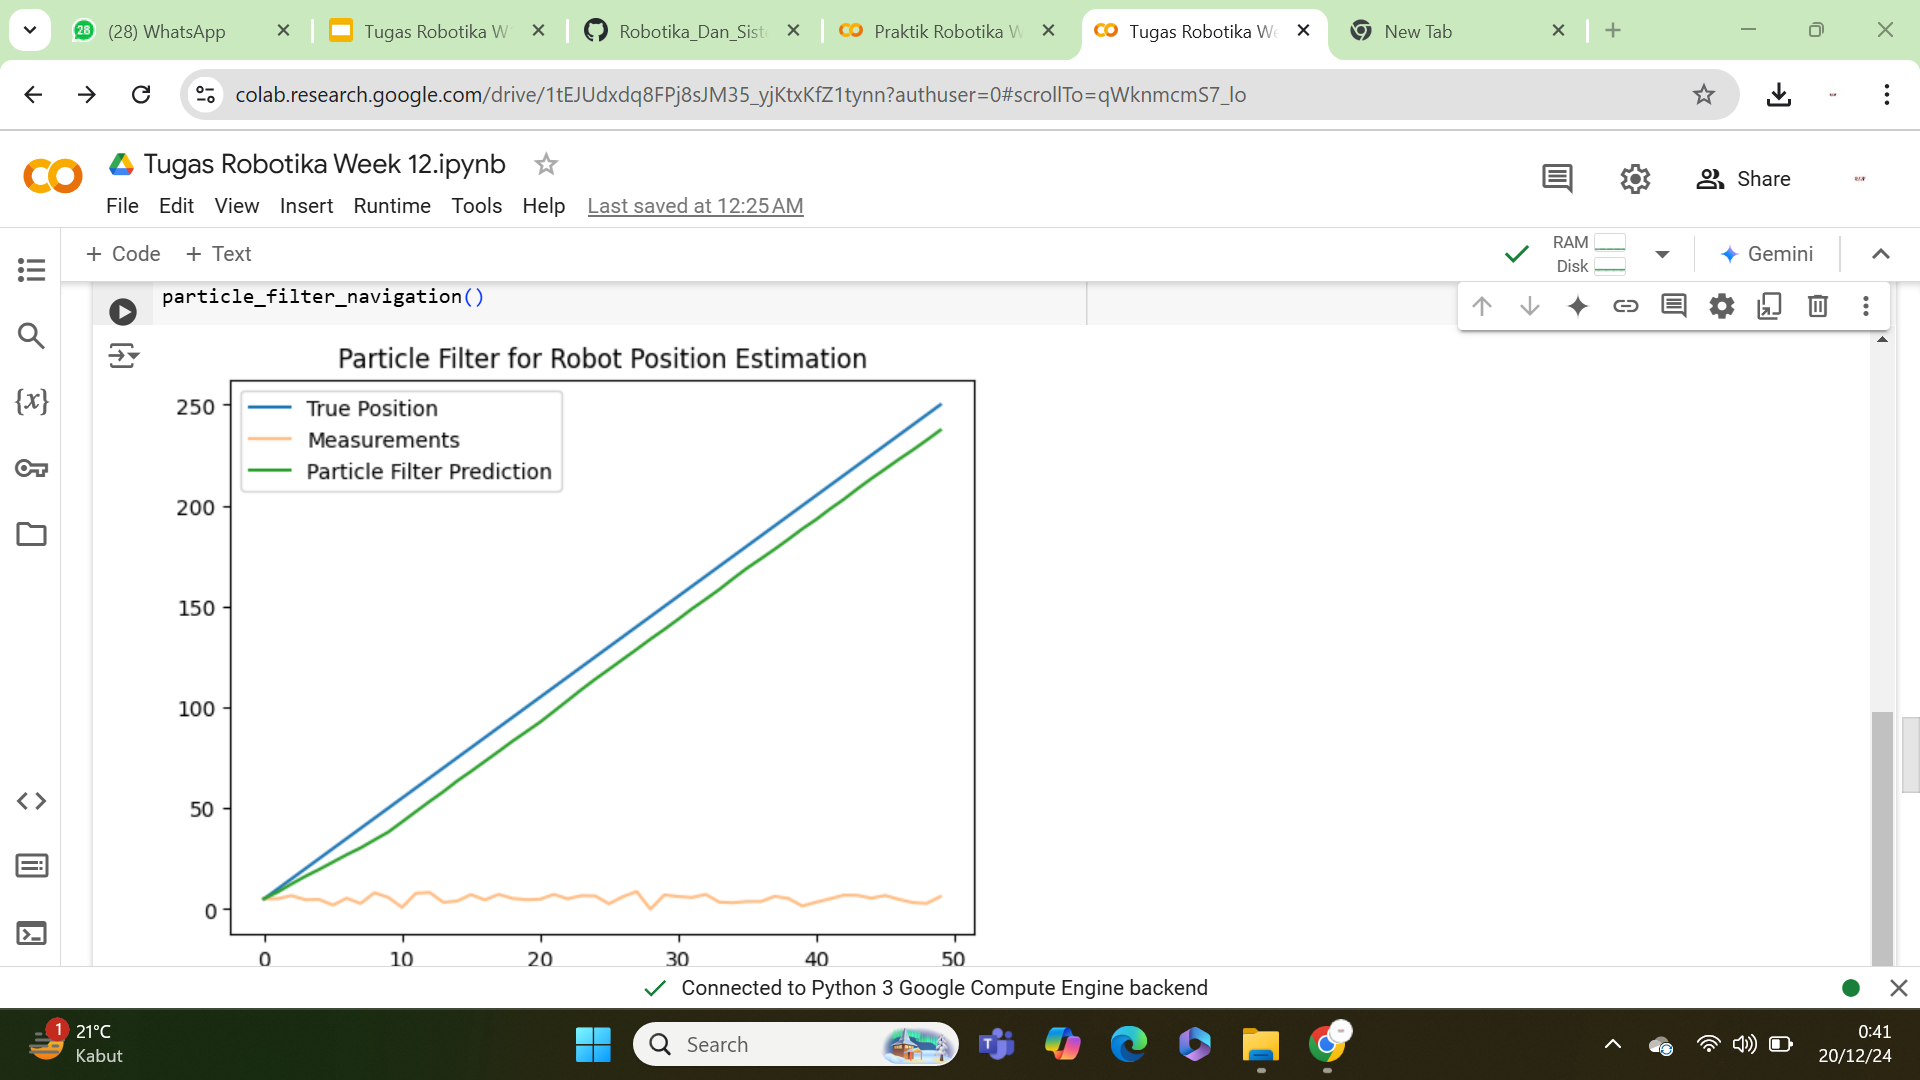 (28) WhatsApp
Tugas Robotika W
Robotika_Dan_Sist
Praktik Robotika W
Tugas Robotika We
New Tab
28
colab.research.google.com/drive/1tEJUdxdq8FPj8sJM35_yjKtxKfZ1tynn?authuser=0#scrollTo=qWknmcmS7_lo
CO
Tugas Robotika Week 12.ipynb
File Edit View Insert Runtime Tools Help Last saved at 12:25 AM
Share
+ Code + Text
RAM
Disk
Gemini
particle_filter_navigation()
{x}
Particle Filter for Robot Position Estimation
True Position
Measurements
Particle Filter Prediction
250
200
150
100
50
0
0 10 20 30 40 50
Connected to Python 3 Google Compute Engine backend
1
21°C
Kabut
Search
0:41
20/12/24